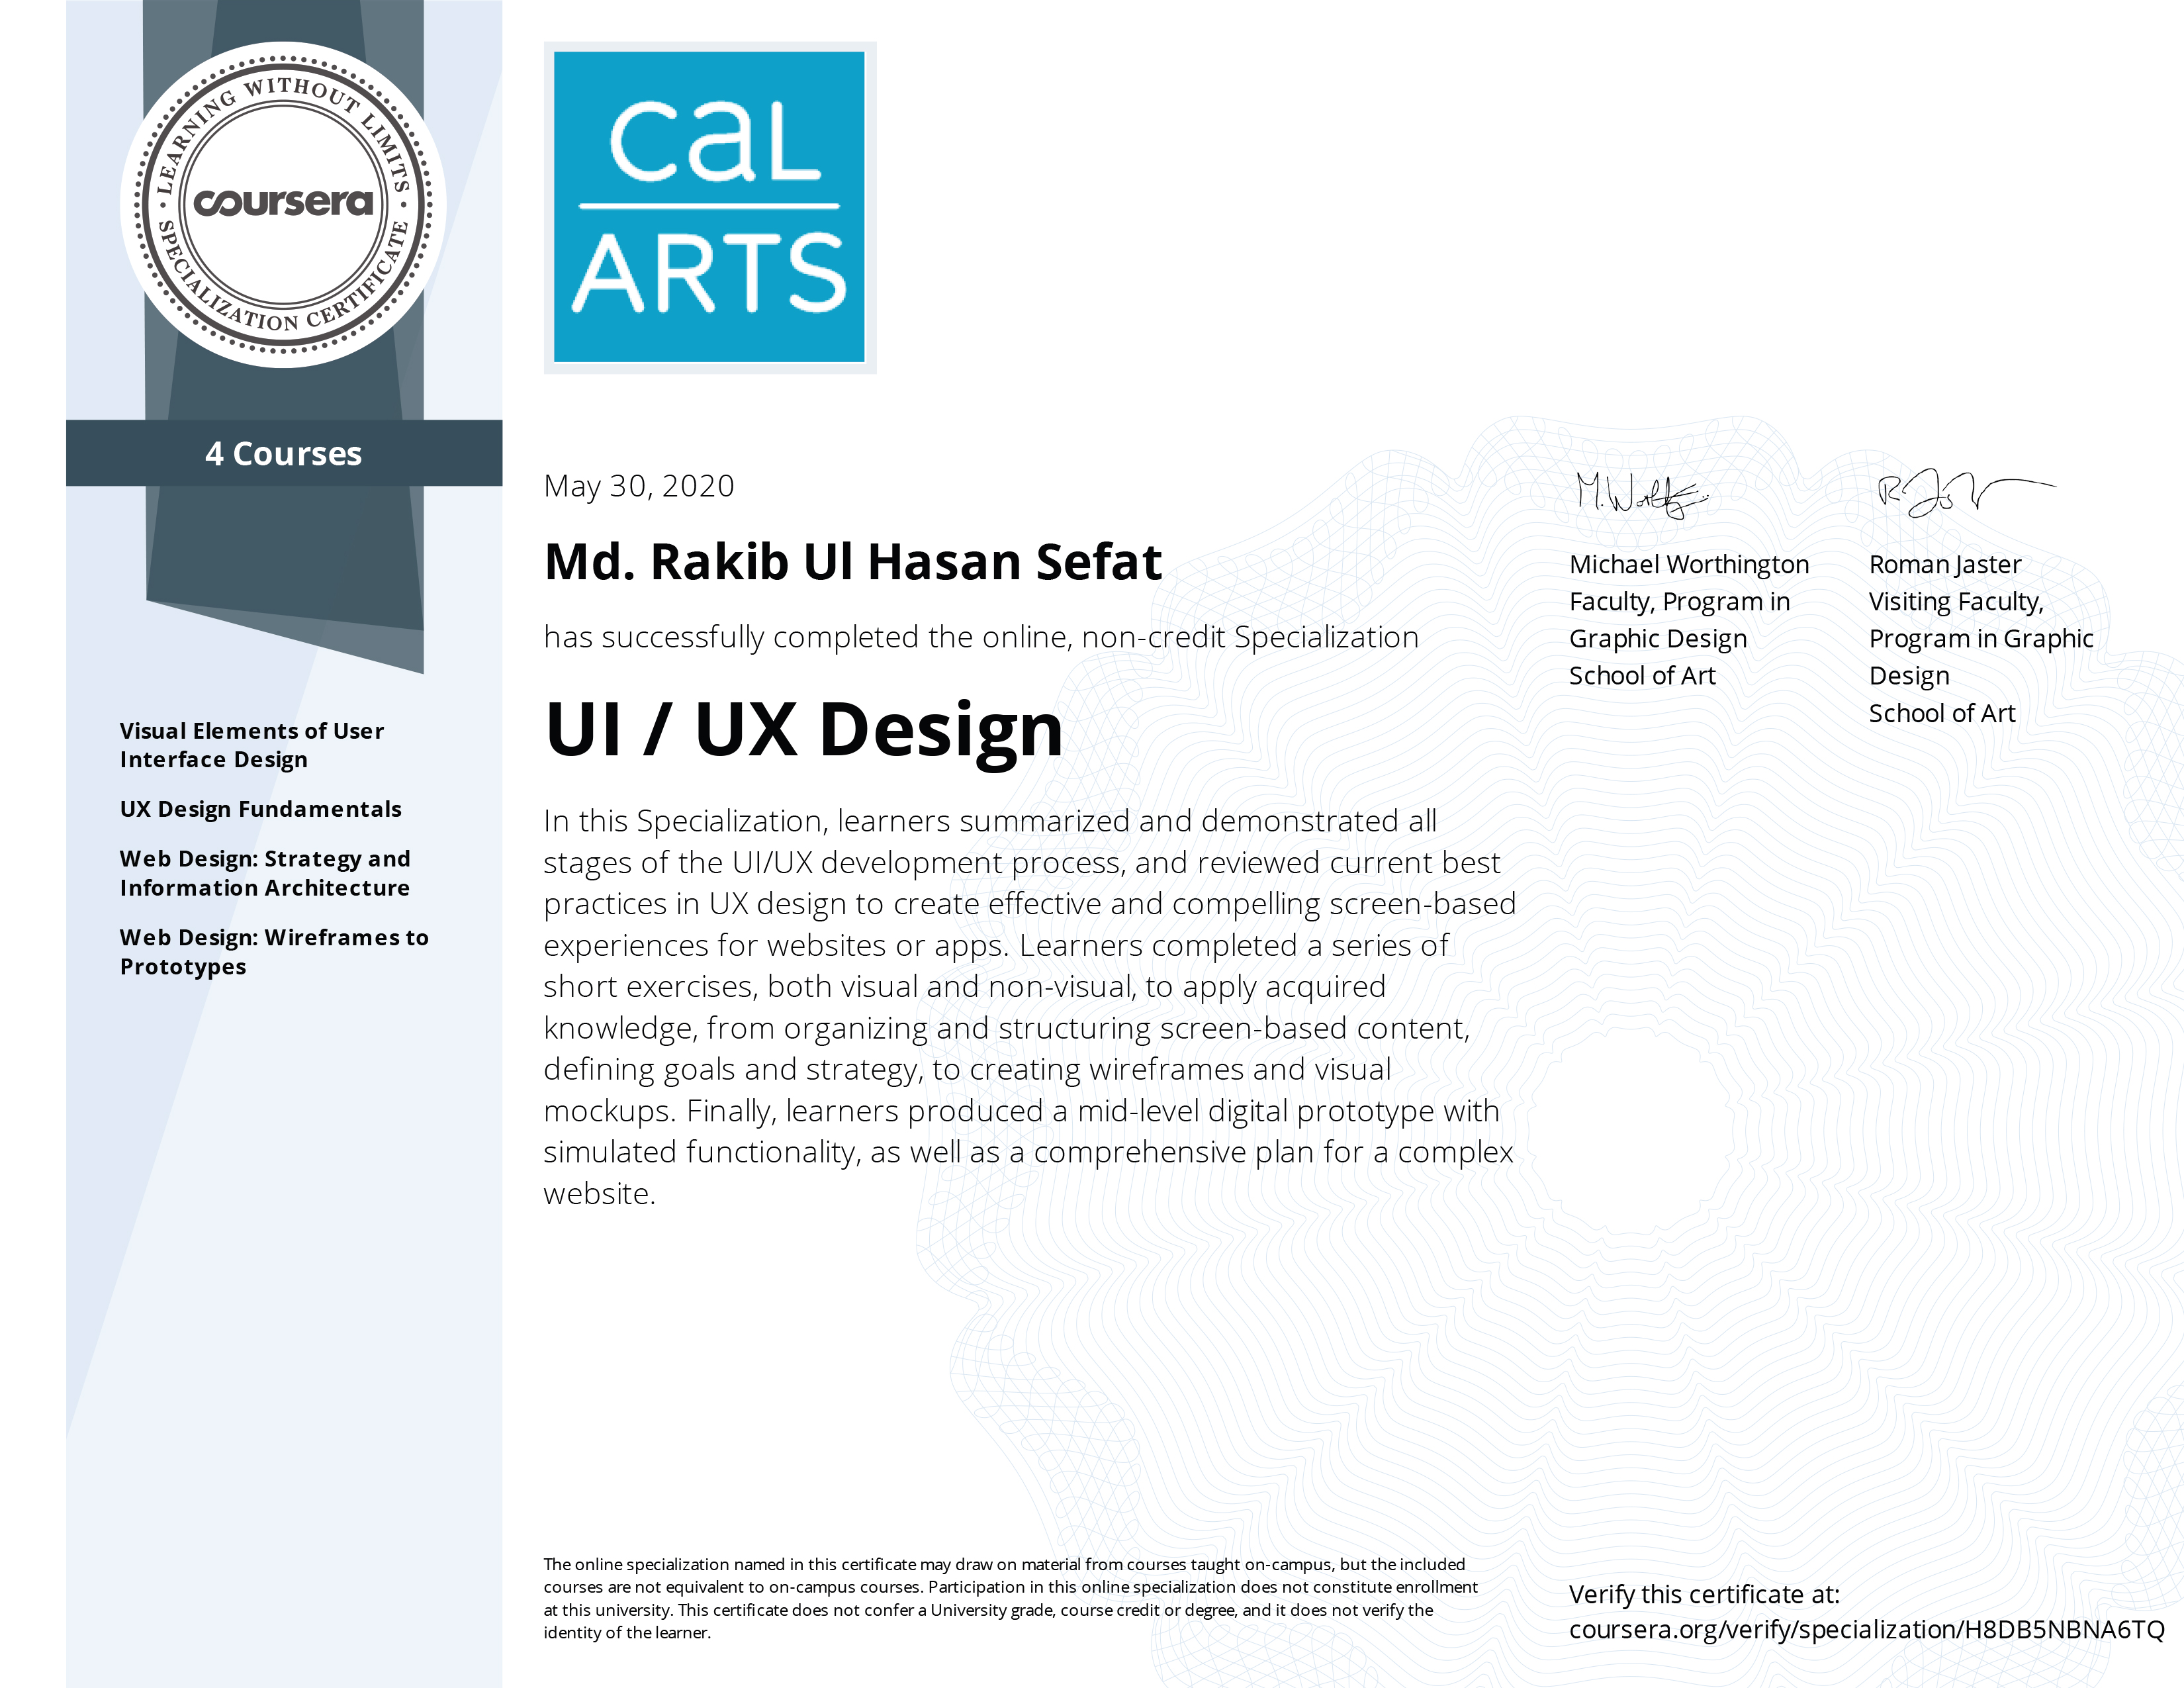 LEARNING WITHOUT LIMITS
coursera
SPECIALIZATION CERTIFICATE
4 Courses
Visual Elements of User
Interface Design
UX Design Fundamentals
Web Design: Strategy and
Information Architecture
Web Design: Wireframes to
Prototypes
CaL
ARTS
May 30, 2020
Md. Rakib Ul Hasan Sefat
has successfully completed the online, non-credit Specialization
UI / UX Design
In this Specialization, learners summarized and demonstrated all
stages of the UI/UX development process, and reviewed current best
practices in UX design to create effective and compelling screen-based
experiences for websites or apps. Learners completed a series of
short exercises, both visual and non-visual, to apply acquired
knowledge, from organizing and structuring screen-based content,
defining goals and strategy, to creating wireframes and visual
mockups. Finally, learners produced a mid-level digital prototype with
simulated functionality, as well as a comprehensive plan for a complex
website.
Michael Worthington
Faculty, Program in
Graphic Design
School of Art
Roman Jaster
Visiting Faculty,
Program in Graphic
Design
School of Art
The online specialization named in this certificate may draw on material from courses taught on-campus, but the included
courses are not equivalent to on-campus courses. Participation in this online specialization does not constitute enrollment
at this university. This certificate does not confer a University grade, course credit or degree, and it does not verify the
identity of the learner.
Verify this certificate at:
coursera.org/verify/specialization/H8DB5NBNA6TQ